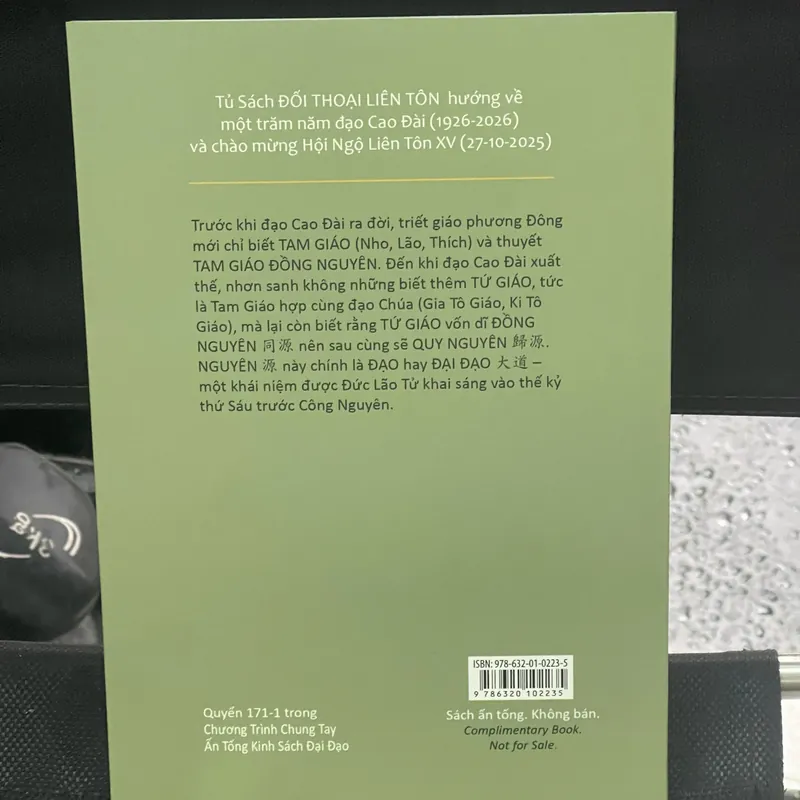 Tủ Sách ĐỐI THOẠI LIÊN TÔN hướng về
một trăm năm đạo Cao Đài (1926-2026)
và chào mừng Hội Ngộ Liên Tôn XV (27-10-2025)
Trước khi đạo Cao Đài ra đời, triết giáo phương Đông
mới chỉ biết TAM GIÁO (Nho, Lão, Thích) và thuyết
TAM GIÁO ĐỒNG NGUYÊN. Đến khi đạo Cao Đài xuất
thế, nhơn sanh không những biết thêm TỨ GIÁO, tức
là Tam Giáo hợp cùng đạo Chúa (Gia Tô Giáo, Ki Tô
Giáo), mà lại còn biết rằng TỨ GIÁO vốn dĩ ĐỒNG
NGUYÊN 同源 nên sau cùng sẽ QUY NGUYÊN 歸源.
NGUYÊN 源 này chính là ĐẠO hay ĐẠI ĐẠO 大道 –
một khái niệm được Đức Lão Tử khai sáng vào thế kỷ
thứ Sáu trước Công Nguyên.
3kg
ISBN: 978-632-01-0223-5
9 786320 102235
Quyển 171-1 trong
Chương Trình Chung Tay
Ấn Tống Kinh Sách Đại Đạo
Sách ấn tống. Không bán.
Complimentary Book.
Not for Sale.